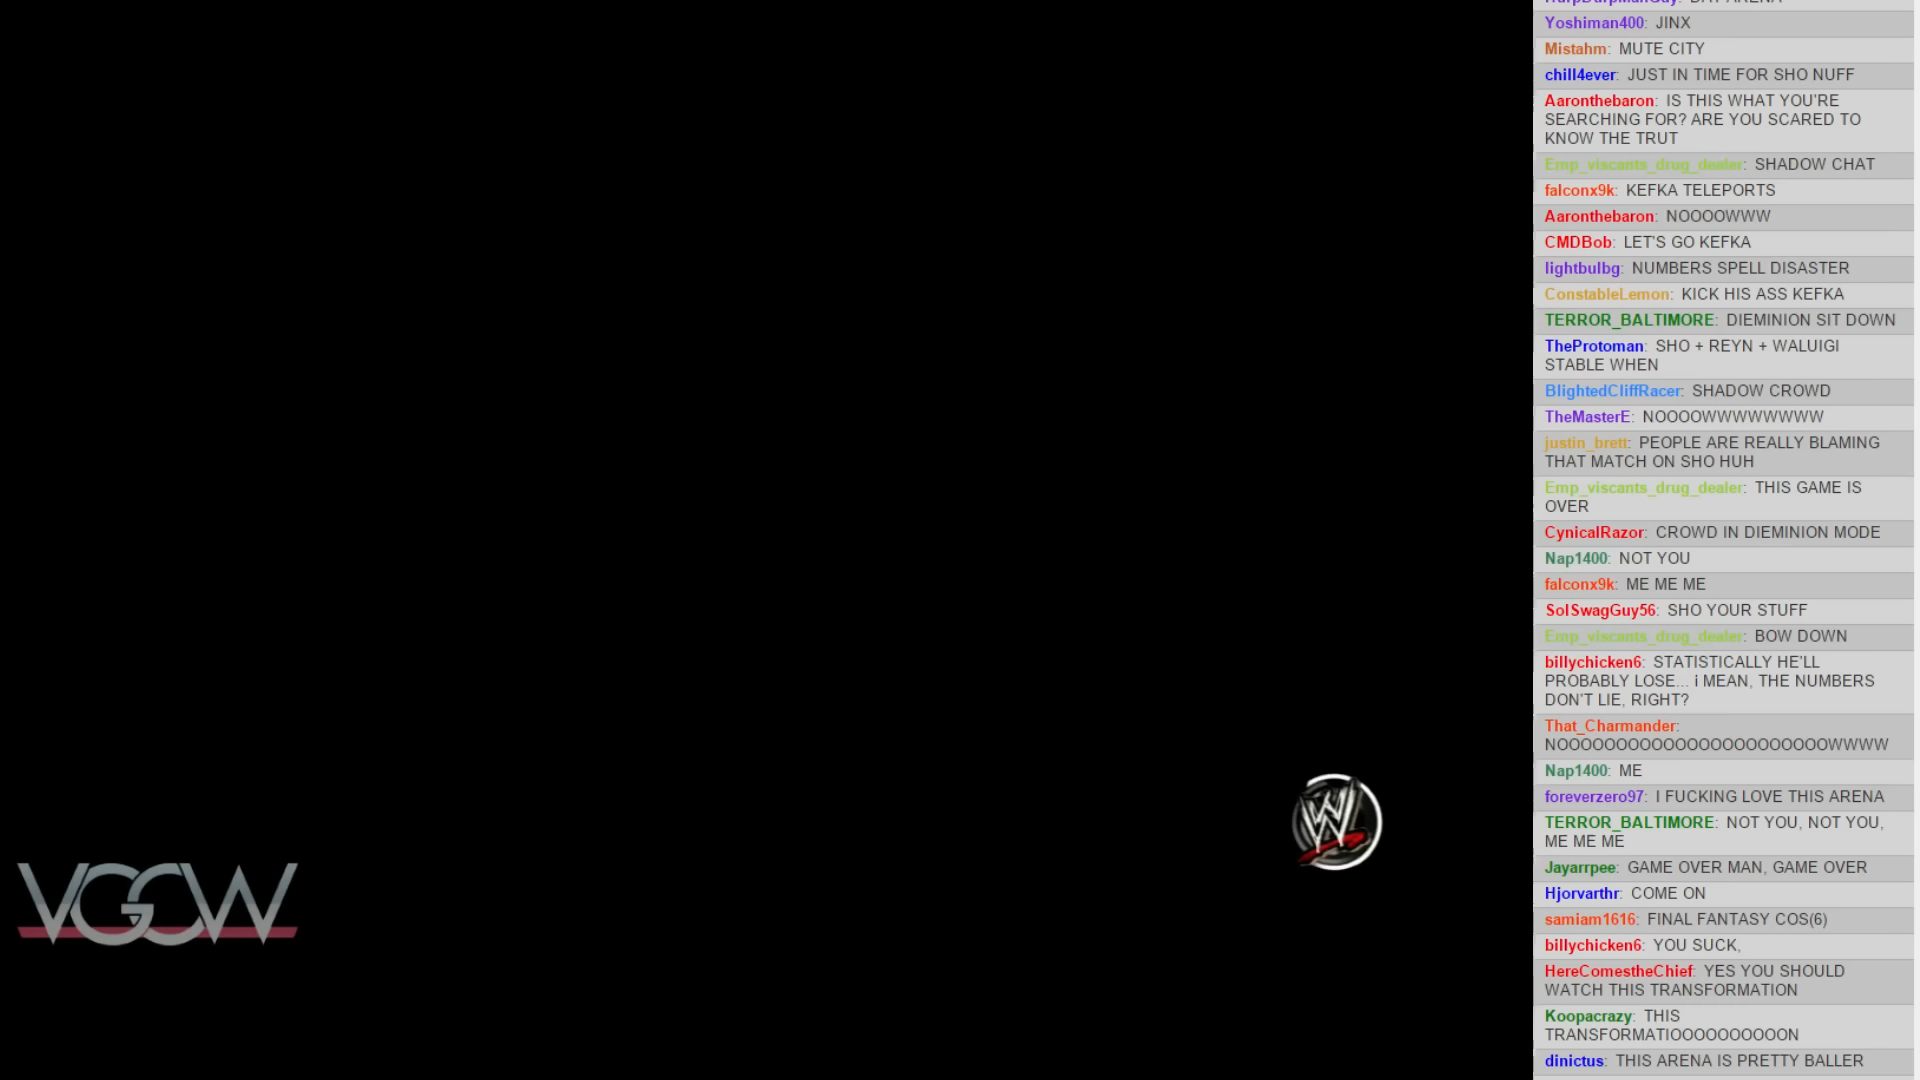 Yoshiman400: JINX
Mistahm: MUTE CITY
chill4ever: JUST IN TIME FOR SHO NUFF
Aaronthebaron: IS THIS WHAT YOU'RE
SEARCHING FOR? ARE YOU SCARED TO
KNOW THE TRUT
Emp_viscants_drug_dealer: SHADOW CHAT
falconx9k: KEFKA TELEPORTS
Aaronthebaron: NOOOOWWW
CMDBob: LET'S GO KEFKA
lightbulbg: NUMBERS SPELL DISASTER
ConstableLemon: KICK HIS ASS KEFKA
TERROR_BALTIMORE: DIEMINION SIT DOWN
TheProtoman: SHO + REYN + WALUIGI
STABLE WHEN
BlightedCliffRacer: SHADOW CROWD
TheMasterE: NOOOOWWWWWWWW
justin_brett: PEOPLE ARE REALLY BLAMING
THAT MATCH ON SHO HUH
Emp_viscants_drug_dealer: THIS GAME IS
OVER
CynicalRazor: CROWD IN DIEMINION MODE
Nap1400: NOT YOU
falconx9k: ME ME ME
SolSwagGuy56: SHO YOUR STUFF
Emp_viscants_drug_dealer: BOW DOWN
billychicken6: STATISTICALLY HE'LL
PROBABLY LOSE... i MEAN, THE NUMBERS
DON'T LIE, RIGHT?
That_Charmander:
NOOOOOOOOOOOOOOOOOOOOOOOWWWW
Nap1400: ME
foreverzero97: I FUCKING LOVE THIS ARENA
TERROR_BALTIMORE: NOT YOU, NOT YOU,
ME ME ME
Jayarrpee: GAME OVER MAN, GAME OVER
Hjorvarthr: COME ON
samiam1616: FINAL FANTASY COS(6)
billychicken6: YOU SUCK,
HereComestheChief: YES YOU SHOULD
WATCH THIS TRANSFORMATION
Koopacrazy: THIS
TRANSFORMATIOOOOOOOOOON
dinictus: THIS ARENA IS PRETTY BALLER
VGCW
W